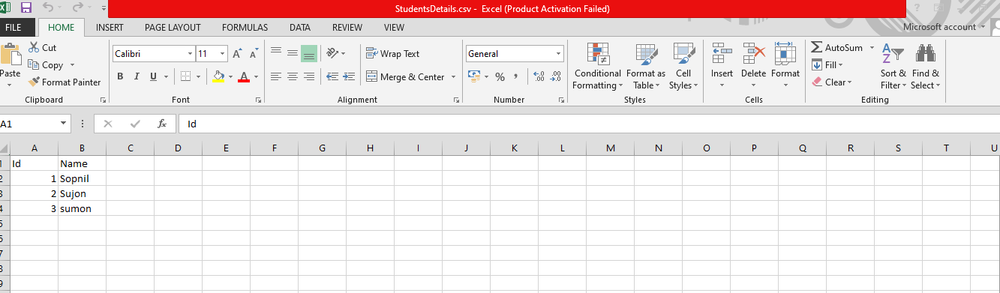 StudentsDetails.csv - Excel (Product Activation Failed)
FILE HOME INSERT PAGE LAYOUT FORMULAS DATA REVIEW VIEW Microsoft account
Paste Cut Copy Format Painter
Calibri 11
B I U A
Wrap Text
Merge & Center
General
% ,
Conditional Formatting
Format as Table
Cell Styles
Insert Delete Format
AutoSum
Fill
Clear
Sort & Filter
Find & Select
Clipboard Font Alignment Number Styles Cells Editing
A1 fx Id
A B C D E F G H I J K L M N O P Q R S T U
1 Id Name
2 1 Sopnil
3 2 Sujon
4 3 sumon
5
6
7
8
9